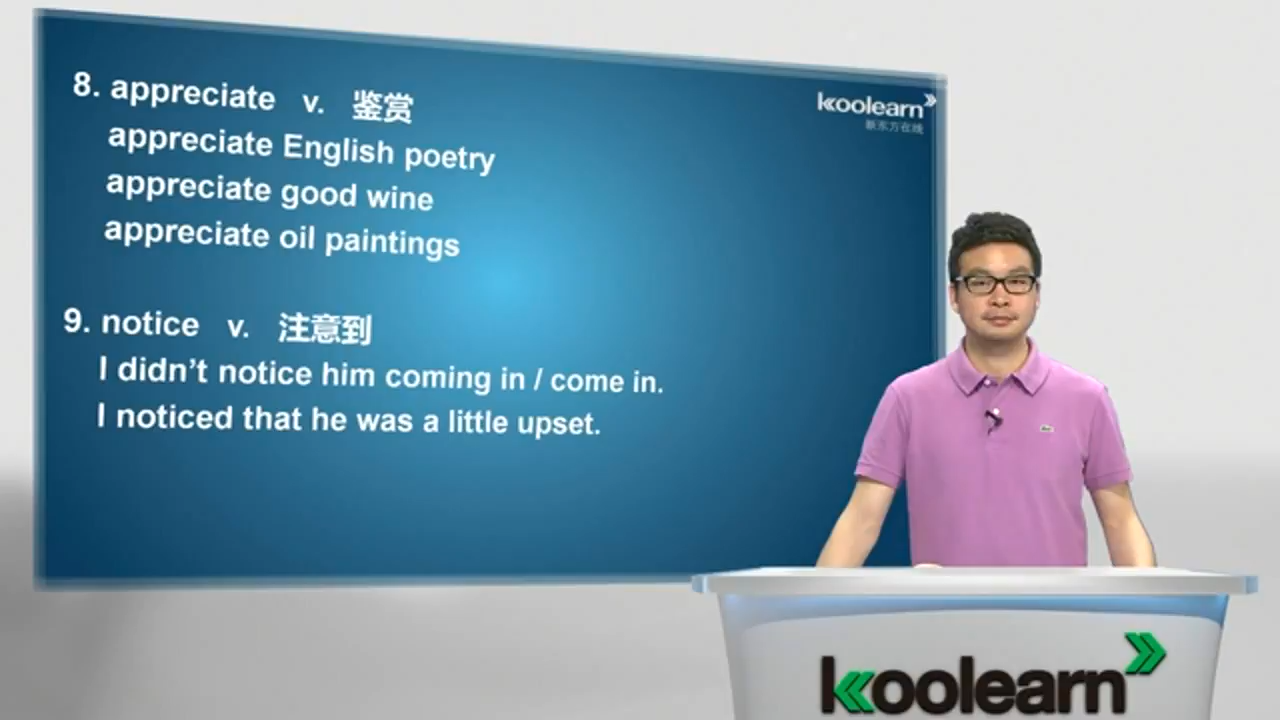 8. appreciate v. 鉴赏
appreciate English poetry
appreciate good wine
appreciate oil paintings
9. notice v. 注意到
I didn't notice him coming in / come in.
I noticed that he was a little upset.
koolearn
新东方在线
koolearn